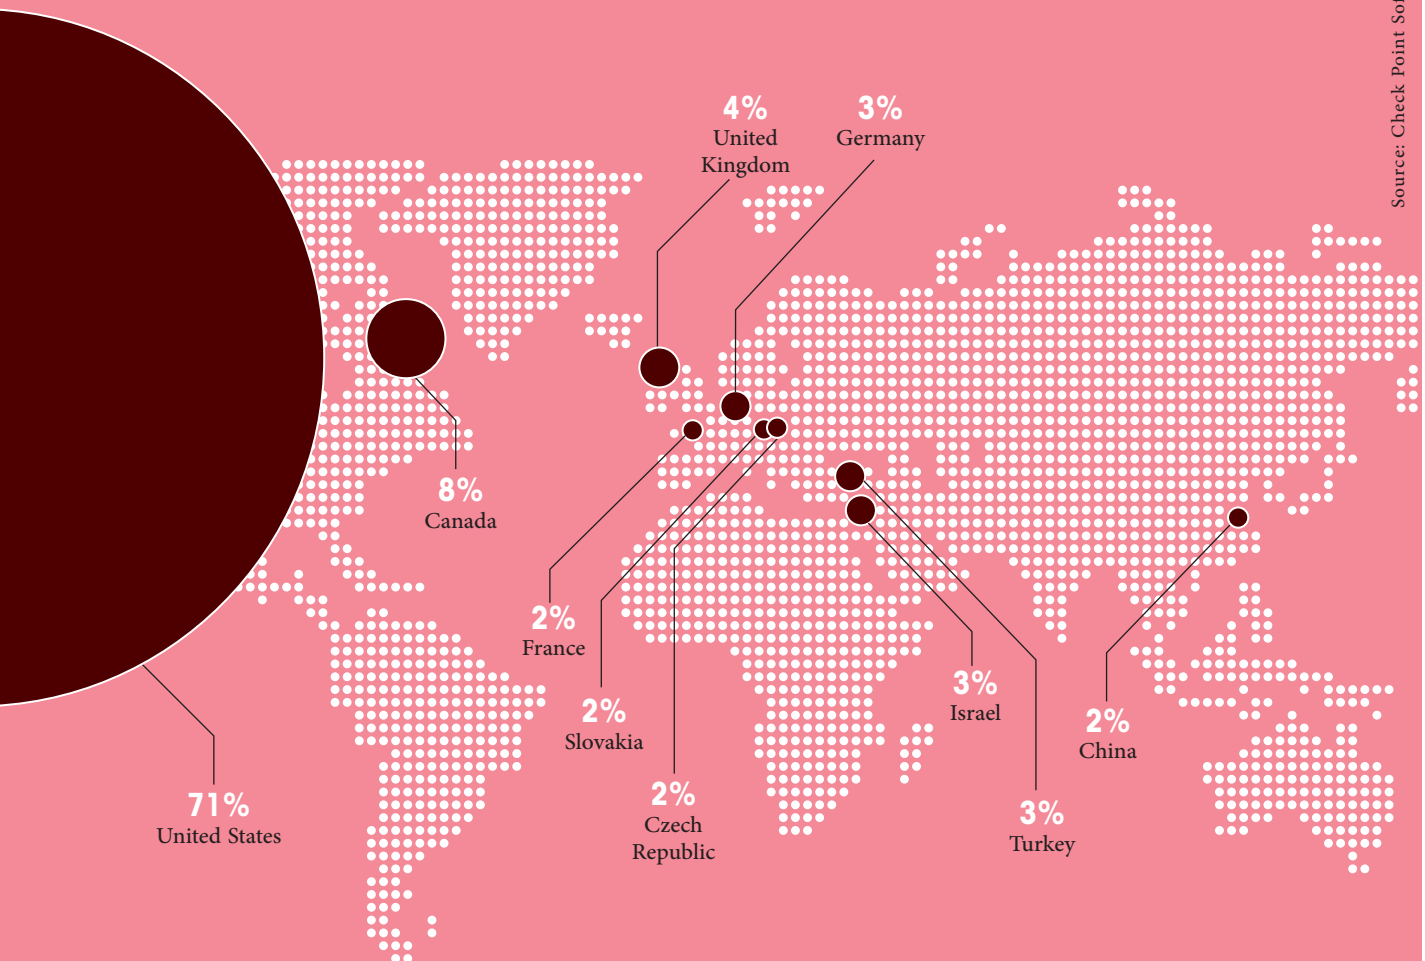 Source: Check Point
4%
United
Kingdom
3%
Germany
8%
Canada
2%
France
2%
Slovakia
2%
Czech
Republic
3%
Israel
3%
Turkey
2%
China
71%
United States